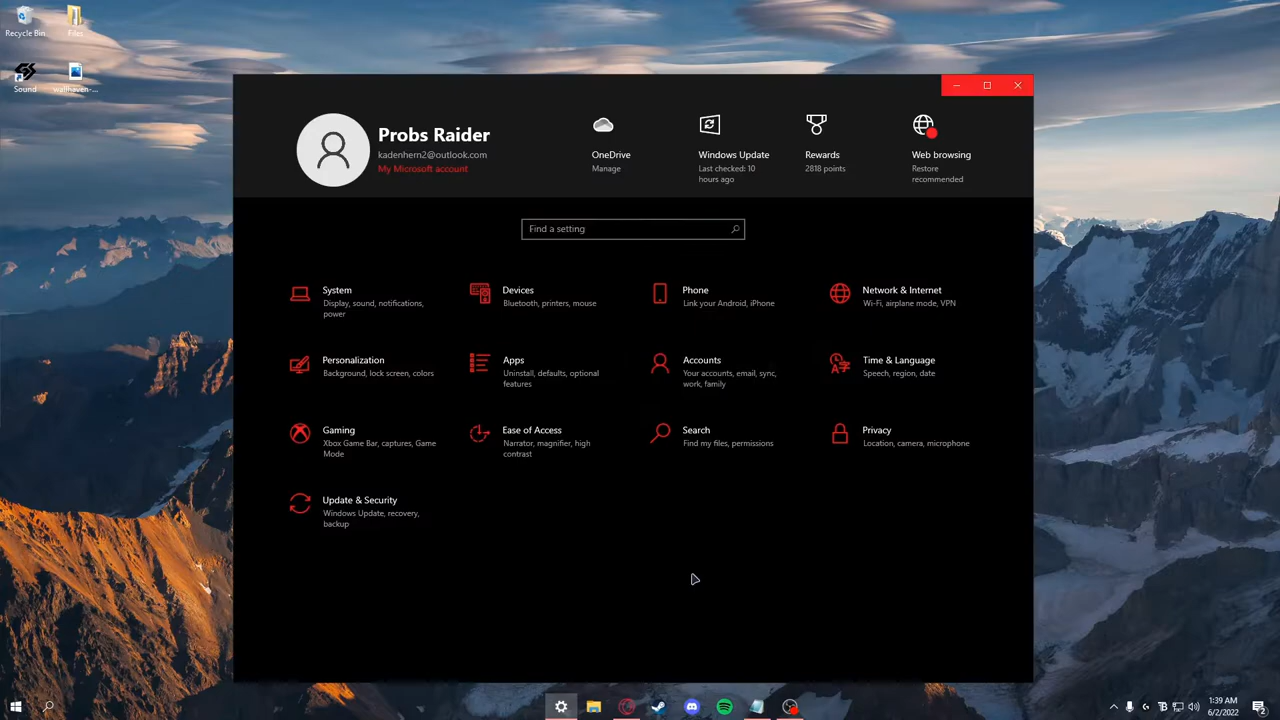 Recycle Bin
Files
Sound
wallhaven-...
Probs Raider
kadenhern2@outlook.com
My Microsoft account
OneDrive
Manage
Windows Update
Last checked: 10
hours ago
Rewards
2818 points
Web browsing
Restore
recommended
Find a setting
System
Display, sound, notifications,
power
Devices
Bluetooth, printers, mouse
Phone
Link your Android, iPhone
Network & Internet
Wi-Fi, airplane mode, VPN
Personalization
Background, lock screen, colors
Apps
Uninstall, defaults, optional
features
Accounts
Your accounts, email, sync,
work, family
Time & Language
Speech, region, date
Gaming
Xbox Game Bar, captures, Game
Mode
Ease of Access
Narrator, magnifier, high
contrast
Search
Find my files, permissions
Privacy
Location, camera, microphone
Update & Security
Windows Update, recovery,
backup
1:39 AM
6/2/2022
2